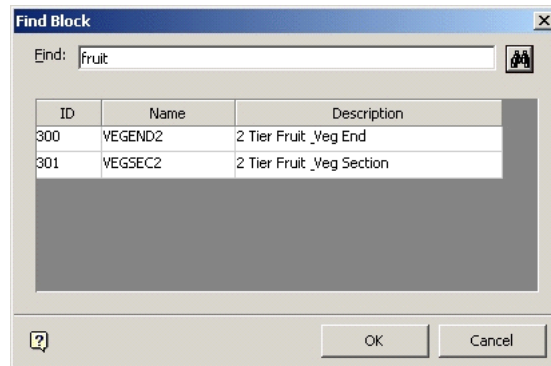 Find Block
Find: fruit
ID Name Description
300 VEGEND2 2 Tier Fruit _Veg End
301 VEGSEC2 2 Tier Fruit _Veg Section
OK Cancel